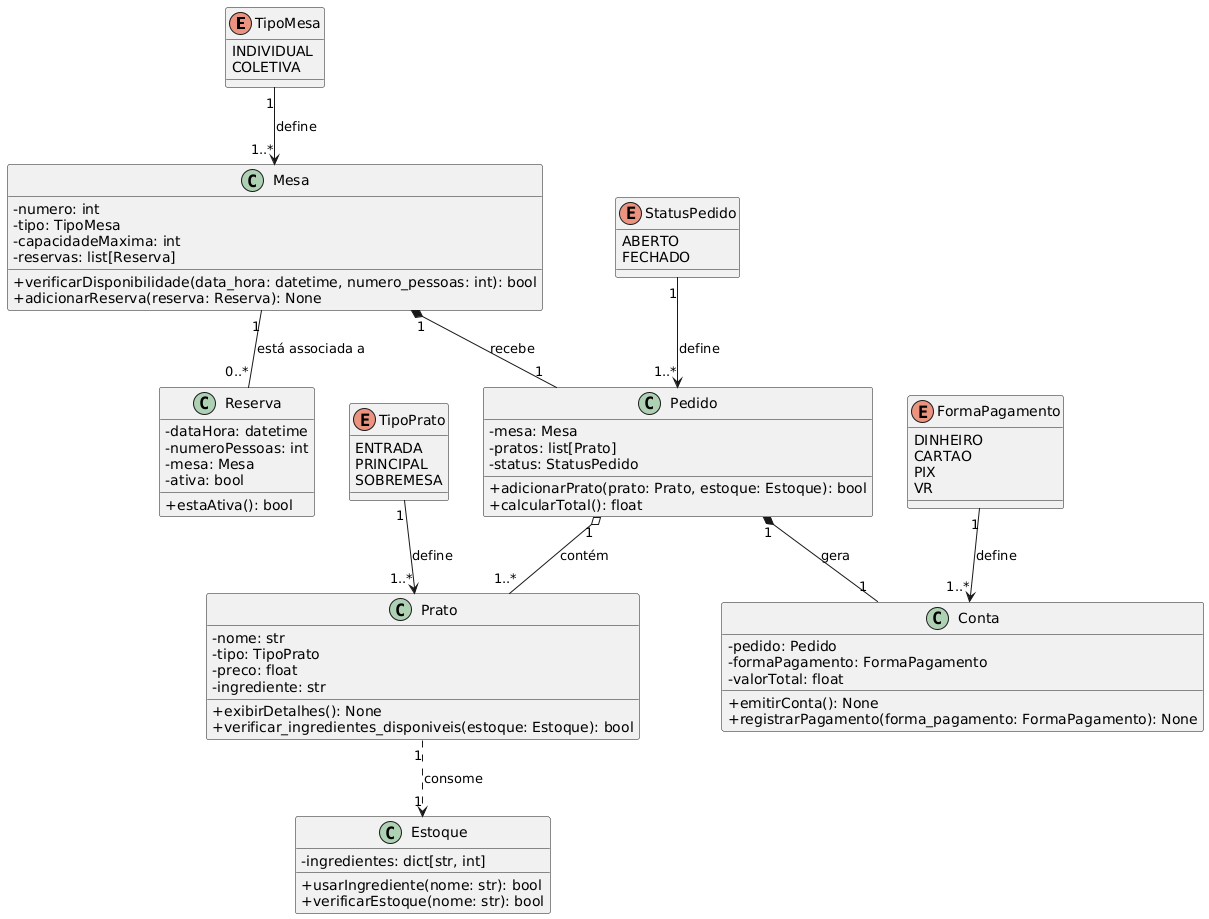 E TipoMesa
INDIVIDUAL
COLETIVA
1
define
1..*
C Mesa
-numero: int
-tipo: TipoMesa
-capacidadeMaxima: int
-reservas: list[Reserva]
+verificarDisponibilidade(data_hora: datetime, numero_pessoas: int): bool
+adicionarReserva(reserva: Reserva): None
E StatusPedido
ABERTO
FECHADO
1
define
1..*
1
está associada a
0..*
1
recebe
1
C Reserva
-dataHora: datetime
-numeroPessoas: int
-mesa: Mesa
-ativa: bool
+estaAtiva(): bool
E TipoPrato
ENTRADA
PRINCIPAL
SOBREMESA
C Pedido
-mesa: Mesa
-pratos: list[Prato]
-status: StatusPedido
+adicionarPrato(prato: Prato, estoque: Estoque): bool
+calcularTotal(): float
E FormaPagamento
DINHEIRO
CARTAO
PIX
VR
1
define
1..*
1
contém
1..*
1
gera
1
1
define
1..*
C Prato
-nome: str
-tipo: TipoPrato
-preco: float
-ingrediente: str
+exibirDetalhes(): None
+verificar_ingredientes_disponiveis(estoque: Estoque): bool
C Conta
-pedido: Pedido
-formaPagamento: FormaPagamento
-valorTotal: float
+emitirConta(): None
+registrarPagamento(forma_pagamento: FormaPagamento): None
1
consome
1
C Estoque
-ingredientes: dict[str, int]
+usarIngrediente(nome: str): bool
+verificarEstoque(nome: str): bool